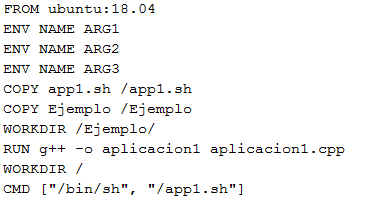 FROM ubuntu:18.04
ENV NAME ARG1
ENV NAME ARG2
ENV NAME ARG3
COPY app1.sh /app1.sh
COPY Ejemplo /Ejemplo
WORKDIR /Ejemplo/
RUN g++ -o aplicacion1 aplicacion1.cpp
WORKDIR /
CMD ["/bin/sh", "/app1.sh"]